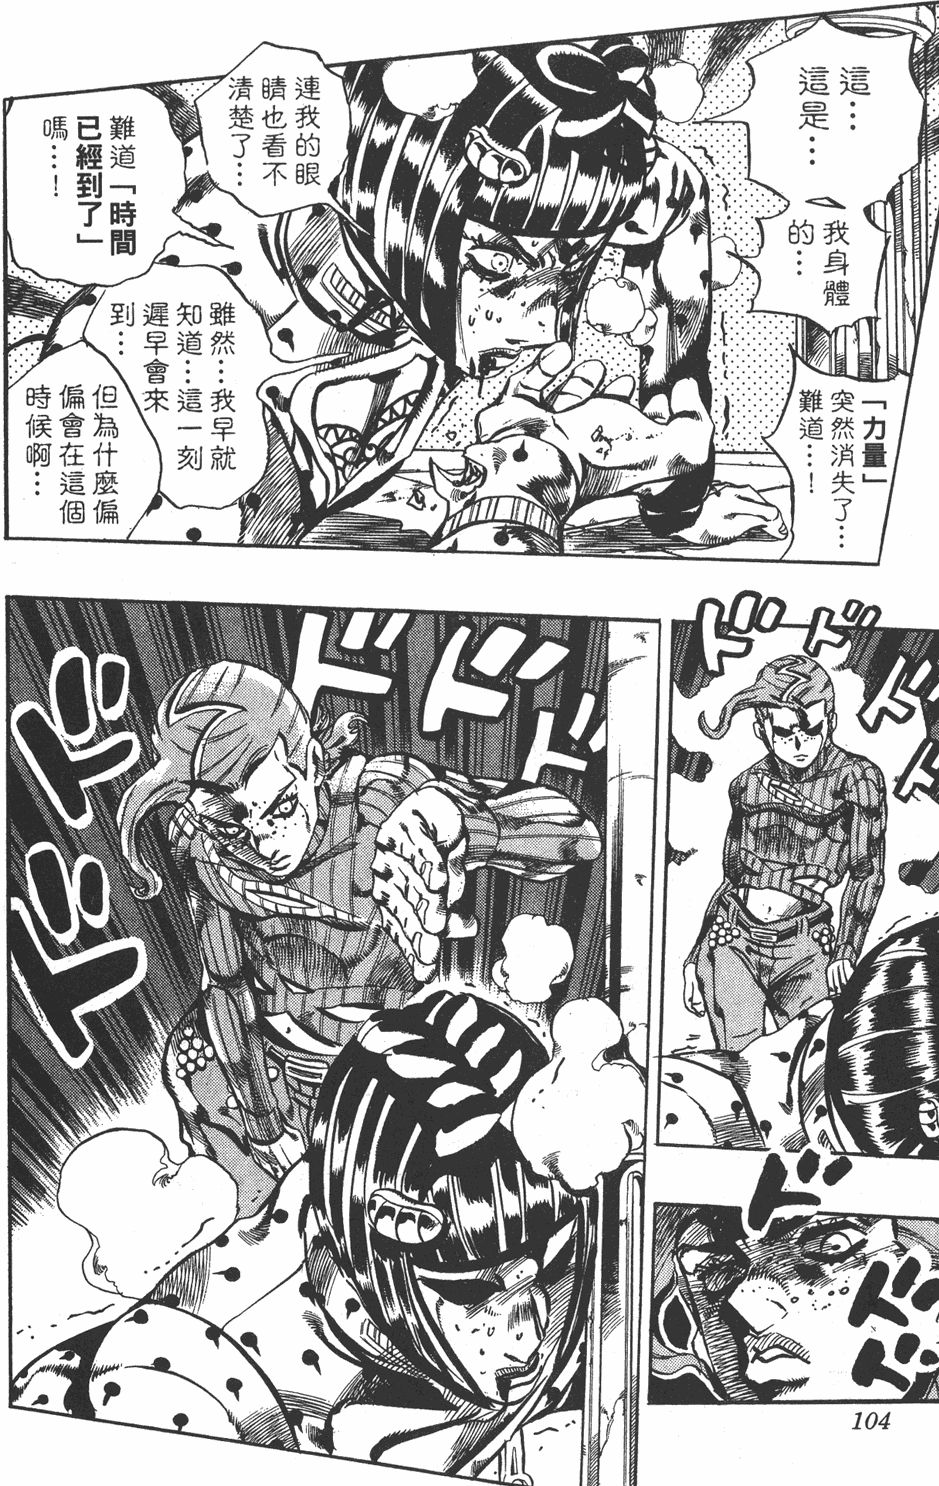 這…
這是…
我身體
的…
「力量」
突然消失了…
難道…！
連我的眼
睛也看不
清楚了…
難道「時間
已經到了」
嗎…！
雖然…我早就
知道…這一刻
遲早會來
到…
但為什麼偏
偏會在這個
時候啊…
ド
ド
ド
ド
ド
ド
ド
ド
ド
ド
ド
ド
104